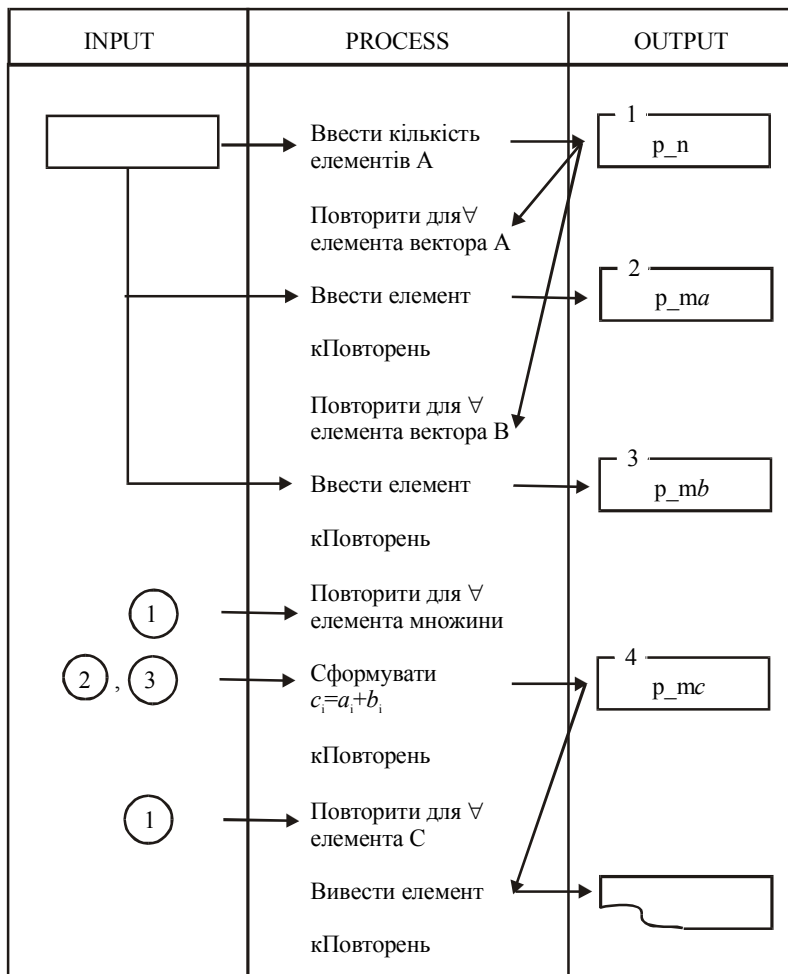 INPUT PROCESS OUTPUT
Ввести кількість
елементів А
1
p_n
Повторити для ∀
елемента вектора А
Ввести елемент
2
p_ma
кПовторень
Повторити для ∀
елемента вектора В
Ввести елемент
3
p_mb
кПовторень
1
Повторити для ∀
елемента множини
2 , 3
Сформувати
cᵢ=aᵢ+bᵢ
4
p_mc
кПовторень
1
Повторити для ∀
елемента С
Вивести елемент
кПовторень